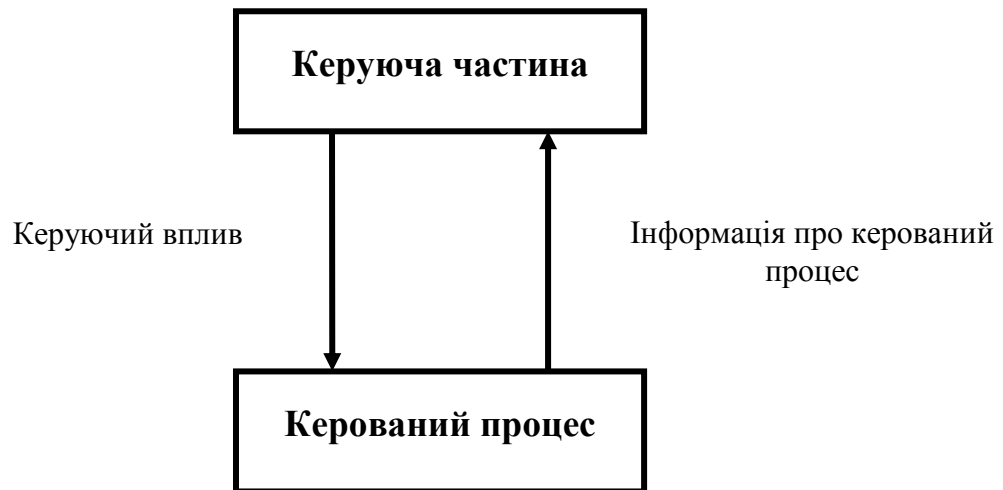 Керуюча частина
Керуючий вплив
Інформація про керований
процес
Керований процес